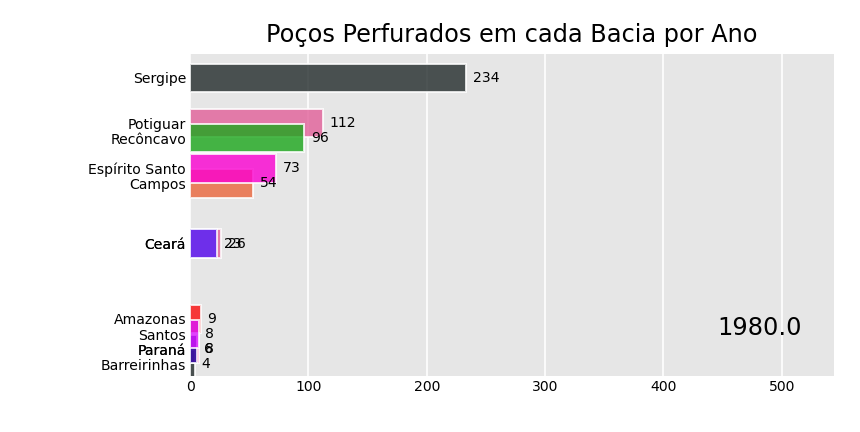 Poços Perfurados em cada Bacia por Ano
Sergipe 234
Potiguar 112
Recôncavo 96
Espírito Santo 73
Campos 54
Ceará 26
Amazonas 9
Santos 8
Paraná
Barreirinhas 4
1980.0
0 100 200 300 400 500